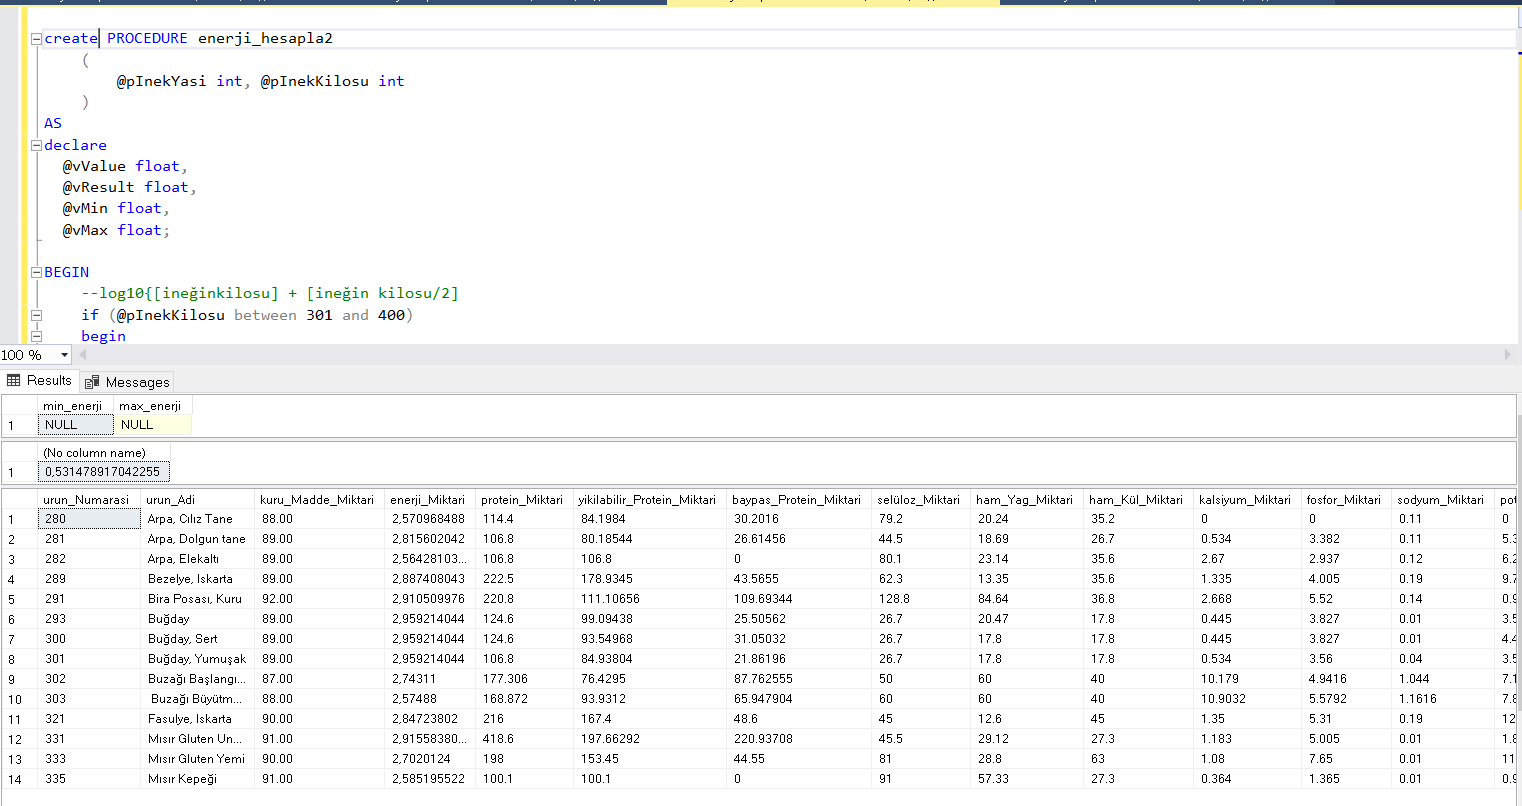 create PROCEDURE enerji_hesapla2
(
@pInekYasi int, @pInekKilosu int
)
AS
declare
@vValue float,
@vResult float,
@vMin float,
@vMax float;
BEGIN
--log10{[ineğinkilosu] + [ineğin kilosu/2]
if (@pInekKilosu between 301 and 400)
begin
100 %
Results Messages
min_enerji max_enerji
1 NULL NULL
(No column name)
1 0,531478917042255
urun_Numarasi urun_Adi kuru_Madde_Miktari enerji_Miktari protein_Miktari yikilabilir_Protein_Miktari baypas_Protein_Miktari selüloz_Miktari ham_Yag_Miktari ham_Kül_Miktari kalsiyum_Miktari fosfor_Miktari sodyum_Miktari pot
1 280 Arpa, Cılız Tane 88.00 2,570968488 114.4 84.1984 30.2016 79.2 20.24 35.2 0 0 0.11 0
2 281 Arpa, Dolgun tane 89.00 2,815602042 106.8 80.18544 26.61456 44.5 18.69 26.7 0.534 3.382 0.11 5.3
3 282 Arpa, Elekaltı 89.00 2,56428103... 106.8 106.8 0 80.1 23.14 35.6 2.67 2.937 0.12 6.2
4 289 Bezelye, Iskarta 89.00 2,887408043 222.5 178.9345 43.5655 62.3 13.35 35.6 1.335 4.005 0.19 9.7
5 291 Bira Posası, Kuru 92.00 2,910509976 220.8 111.10656 109.69344 128.8 84.64 36.8 2.668 5.52 0.14 0.9
6 293 Buğday 89.00 2,959214044 124.6 99.09438 25.50562 26.7 20.47 17.8 0.445 3.827 0.01 3.5
7 300 Buğday, Sert 89.00 2,959214044 124.6 93.54968 31.05032 26.7 17.8 17.8 0.445 3.827 0.01 4.4
8 301 Buğday, Yumuşak 89.00 2,959214044 106.8 84.93804 21.86196 26.7 17.8 17.8 0.534 3.56 0.04 3.5
9 302 Buzağı Başlangı... 87.00 2,74311 177.306 76.4295 87.762555 50 60 40 10.179 4.9416 1.044 7.1
10 303 Buzağı Büyütm... 88.00 2,57488 168.872 93.9312 65.947904 60 60 40 10.9032 5.5792 1.1616 7.8
11 321 Fasulye, Iskarta 90.00 2,84723802 216 167.4 48.6 45 12.6 45 1.35 5.31 0.19 12
12 331 Mısır Gluten Un... 91.00 2,91558380... 418.6 197.66292 220.93708 45.5 29.12 27.3 1.183 5.005 0.01 1.8
13 333 Mısır Gluten Yemi 90.00 2,7020124 198 153.45 44.55 81 28.8 63 1.08 7.65 0.01 11
14 335 Mısır Kepeği 91.00 2,585195522 100.1 100.1 0 91 57.33 27.3 0.364 1.365 0.01 0.9